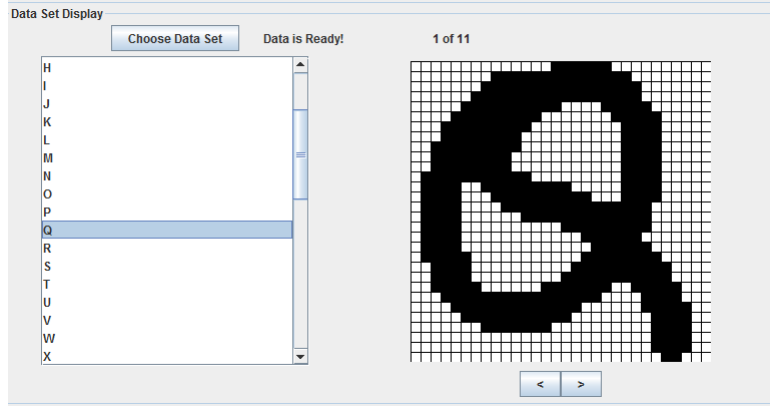 Data Set Display
Choose Data Set Data is Ready! 1 of 11
H
I
J
K
L
M
N
O
P
Q
R
S
T
U
V
W
X
Q
< >